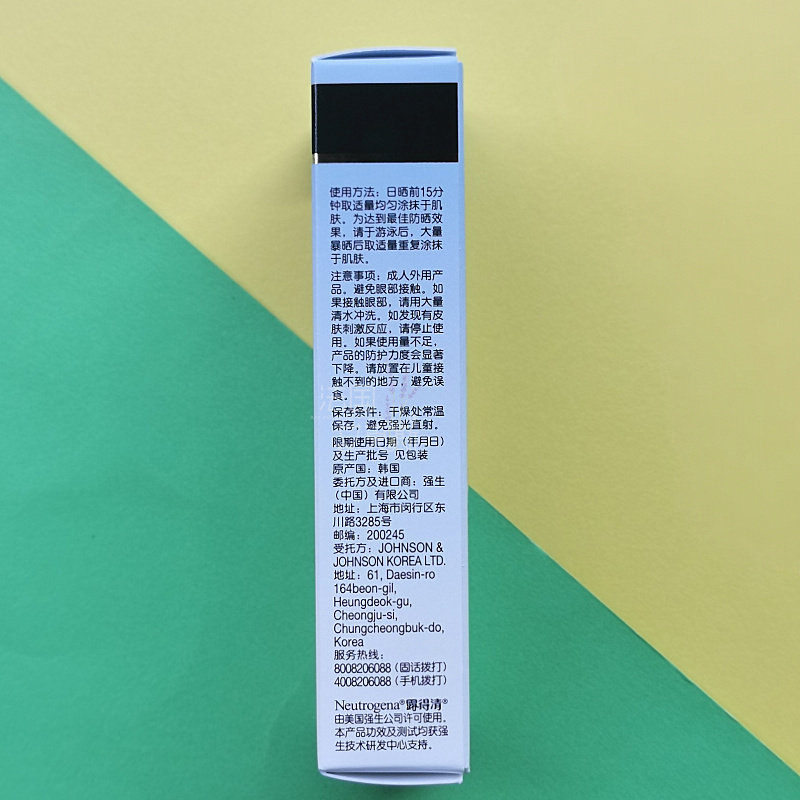 使用方法：日晒前15分
钟取适量均匀涂抹于肌
肤。为达到最佳防晒效
果，请于游泳后，大量
暴晒后取适量重复涂抹
于肌肤。
注意事项：成人外用产
品。避免眼部接触。如
果接触眼部，请用大量
清水冲洗。如发现有皮
肤刺激反应，请停止使
用。如果使用量不足，
产品的防护力度会显著
下降。请放置在儿童接
触不到的地方，避免误
食。
保存条件：干燥处常温
保存，避免强光直射。
限期使用日期（年月日）
及生产批号 见包装
原产国：韩国
委托方及进口商：强生
（中国）有限公司
地址：上海市闵行区东
川路3285号
邮编：200245
受托方：JOHNSON &
JOHNSON KOREA LTD.
地址：61, Daesin-ro
164beon-gil,
Heungdeok-gu,
Cheongju-si,
Chungcheongbuk-do,
Korea
服务热线：
8008206088（固话拨打）
4008206088（手机拨打）
Neutrogena®露得清®
由美国强生公司许可使用。
本产品功效及测试均获强
生技术研发中心支持。